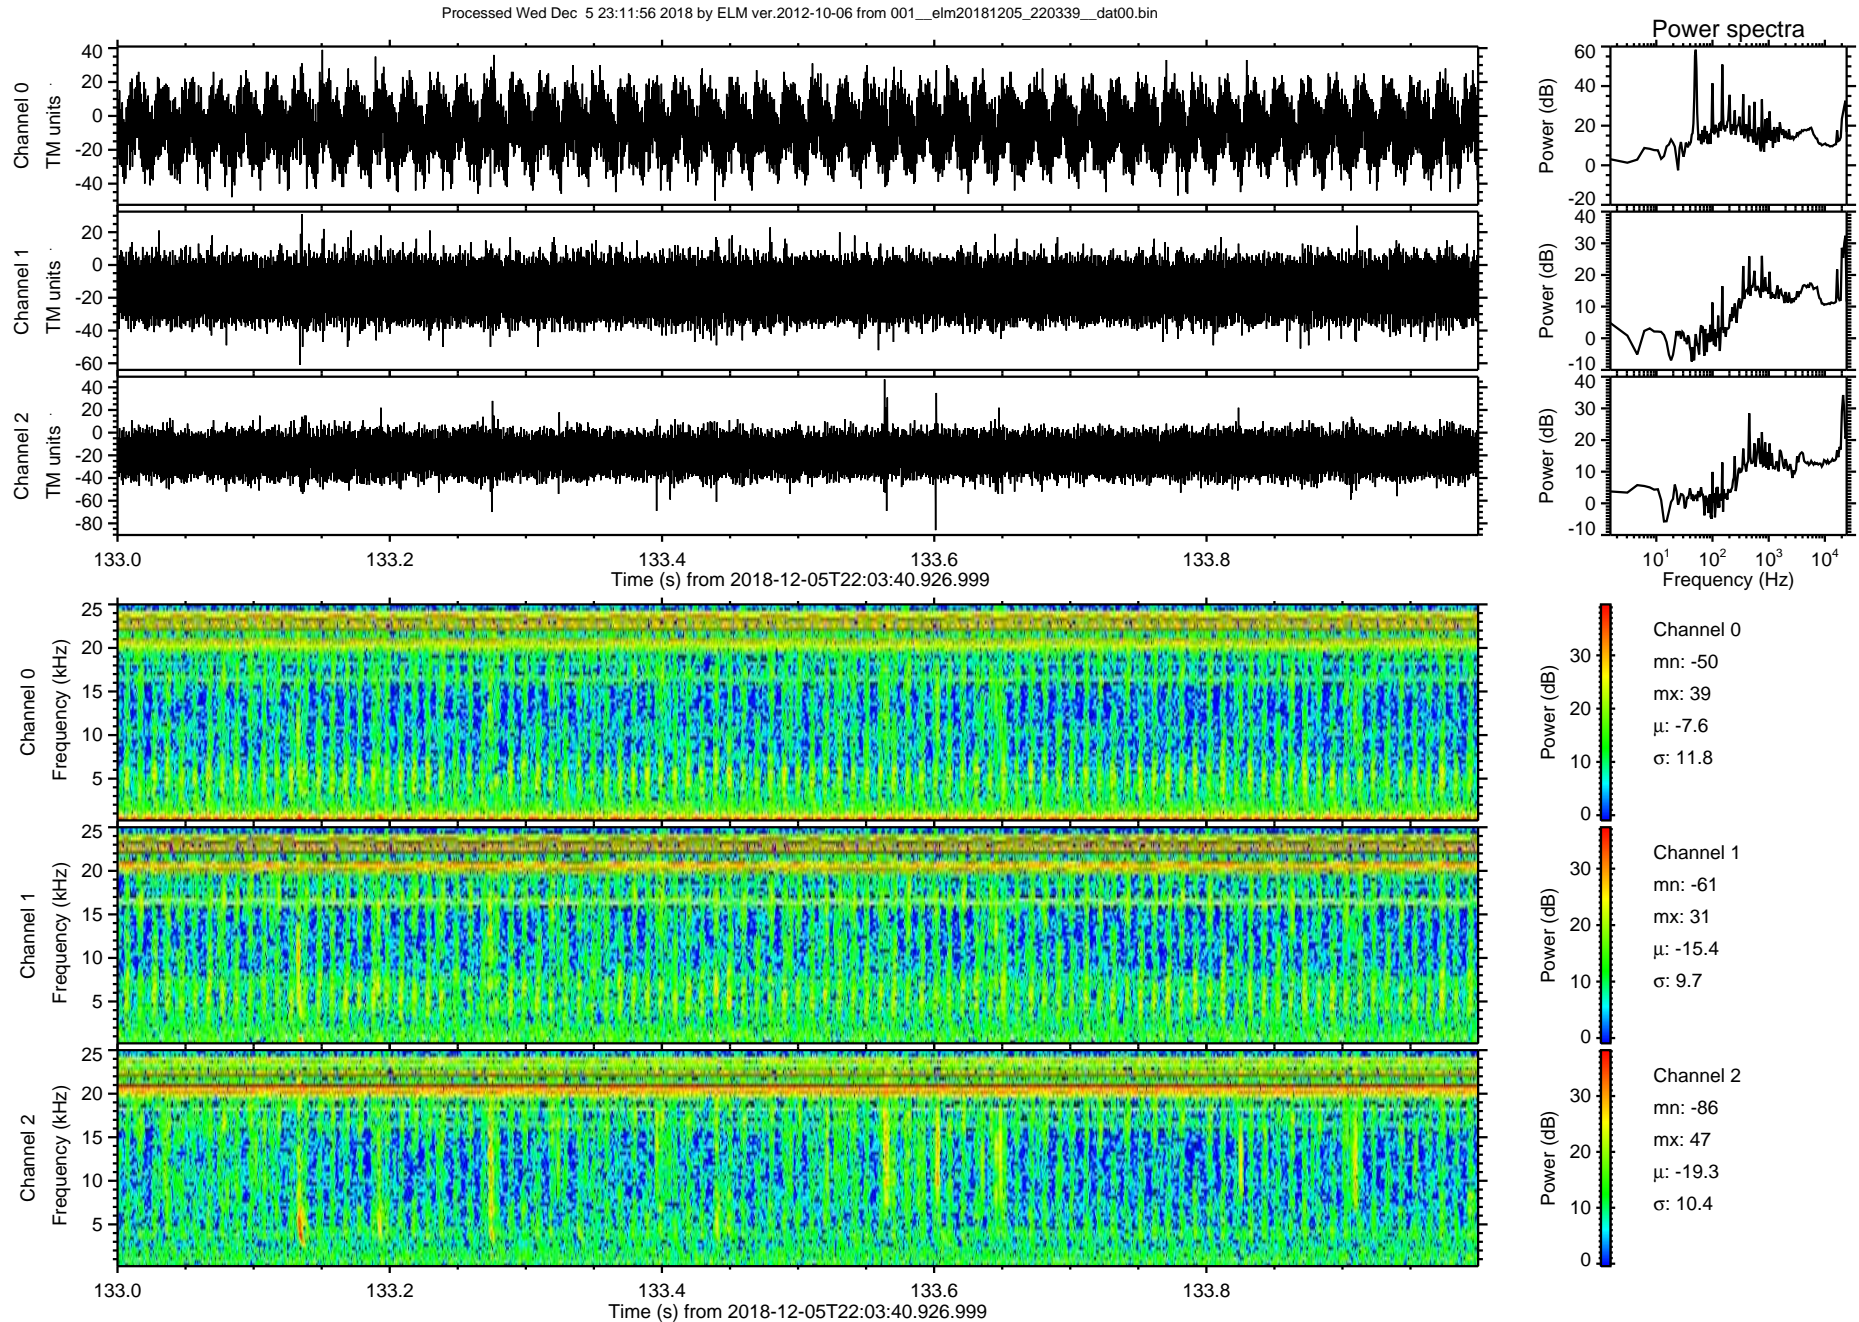 Processed Wed Dec  5 23:11:56 2018 by ELM ver.2012-10-06 from 001__elm20181205_220339__dat00.bin
Power spectra
Channel 0
TM units
40
20
0
-20
-40
Power (dB)
60
40
20
0
-20
Channel 1
TM units
20
0
-20
-40
-60
Power (dB)
40
30
20
10
0
-10
Channel 2
TM units
40
20
0
-20
-40
-60
-80
Power (dB)
40
30
20
10
0
-10
133.0 133.2 133.4 133.6 133.8
Time (s) from 2018-12-05T22:03:40.926.999
10¹ 10² 10³ 10⁴
Frequency (Hz)
Channel 0
Frequency (kHz)
25
20
15
10
5
Power (dB)
30
20
10
0
Channel 0
mn: -50
mx: 39
μ: -7.6
σ: 11.8
Channel 1
Frequency (kHz)
25
20
15
10
5
Power (dB)
30
20
10
0
Channel 1
mn: -61
mx: 31
μ: -15.4
σ: 9.7
Channel 2
Frequency (kHz)
25
20
15
10
5
Power (dB)
30
20
10
0
Channel 2
mn: -86
mx: 47
μ: -19.3
σ: 10.4
133.0 133.2 133.4 133.6 133.8
Time (s) from 2018-12-05T22:03:40.926.999